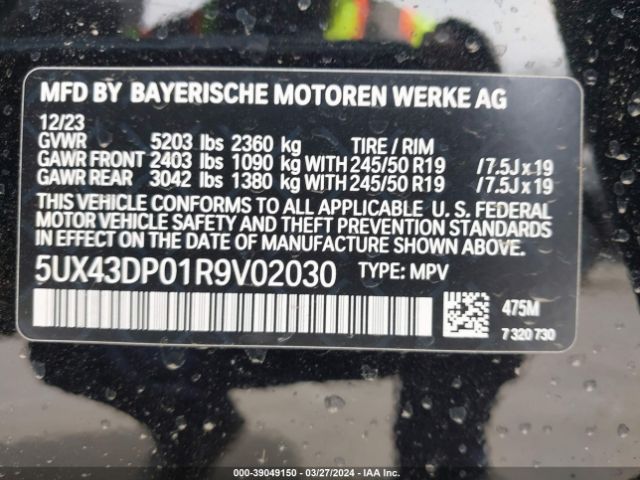 MFD BY BAYERISCHE MOTOREN WERKE AG
12/23
GVWR 5203 lbs 2360 kg TIRE / RIM
GAWR FRONT 2403 lbs 1090 kg WITH 245/50 R19 /7.5J x 19
GAWR REAR 3042 lbs 1380 kg WITH 245/50 R19 /7.5J x 19
THIS VEHICLE CONFORMS TO ALL APPLICABLE U. S. FEDERAL
MOTOR VEHICLE SAFETY AND THEFT PREVENTION STANDARDS
IN EFFECT ON THE DATE OF MANUFACTURE SHOWN ABOVE.
5UX43DP01R9V02030 TYPE: MPV
475M
7 320 730
000-39049150 | 03/27/2024 - IAA Inc.